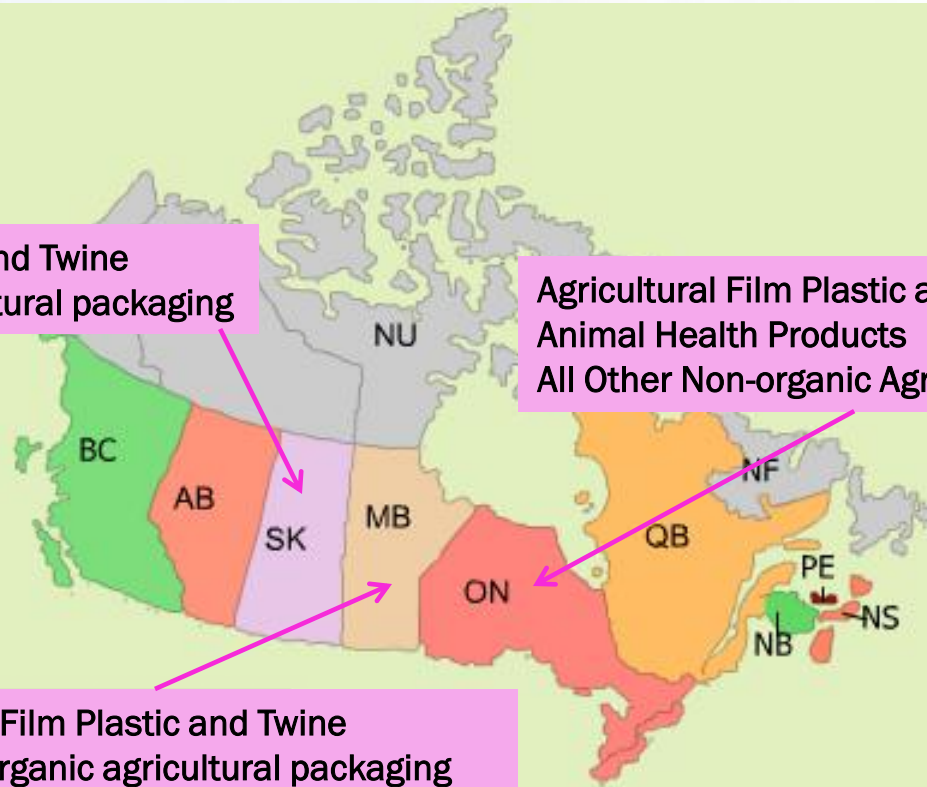 nd Twine
tural packaging
Agricultural Film Plastic a
Animal Health Products
All Other Non-organic Agr
NU
BC
AB
SK
MB
ON
QB
NF
PE
NS
NB
Film Plastic and Twine
rganic agricultural packaging